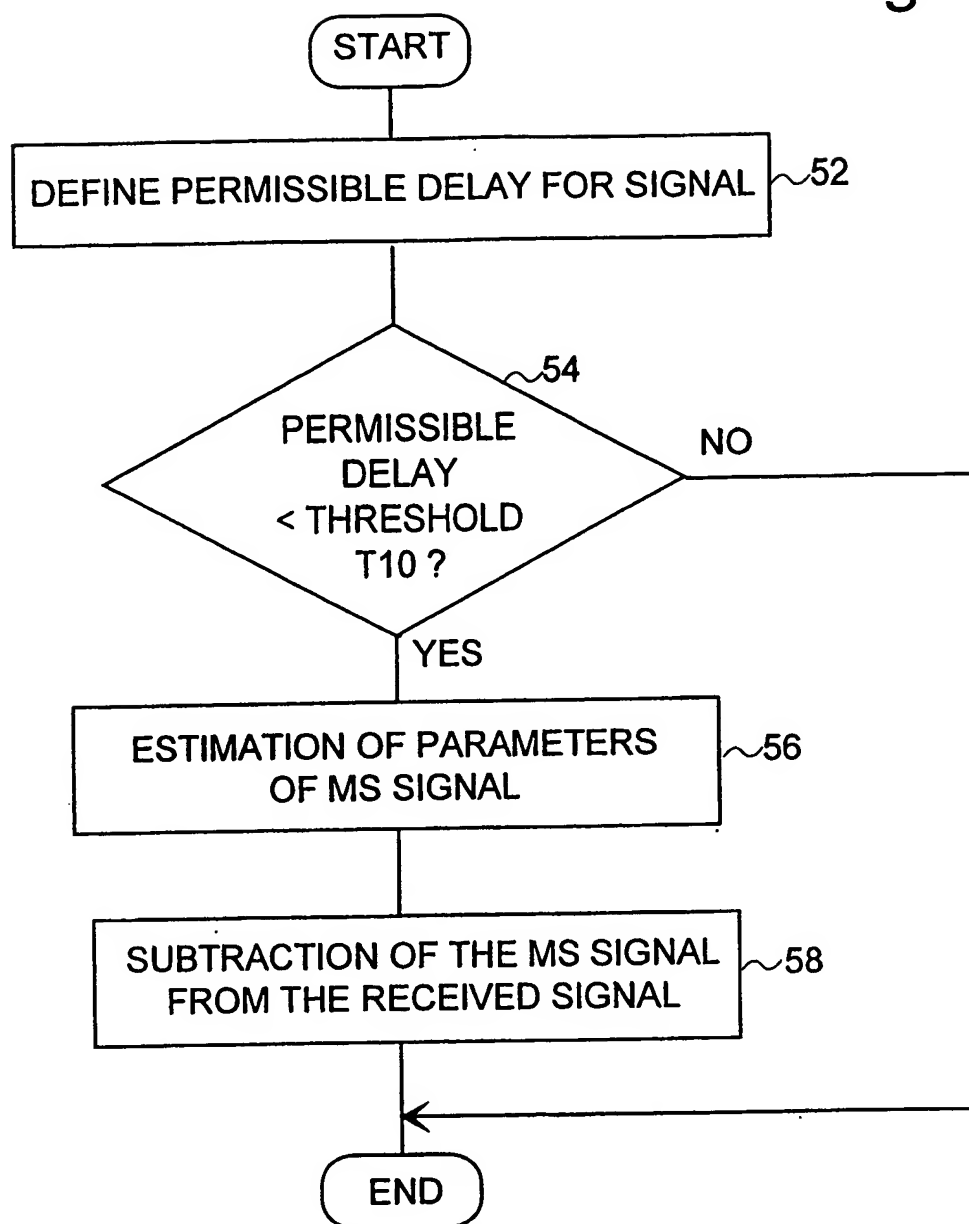 START
DEFINE PERMISSIBLE DELAY FOR SIGNAL
52
54
PERMISSIBLE
DELAY
< THRESHOLD
T10 ?
NO
YES
ESTIMATION OF PARAMETERS
OF MS SIGNAL
56
SUBTRACTION OF THE MS SIGNAL
FROM THE RECEIVED SIGNAL
58
END